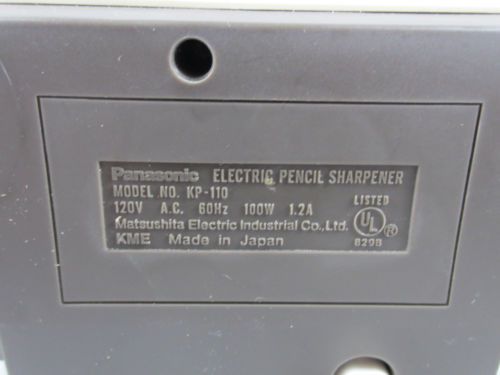 Panasonic ELECTRIC PENCIL SHARPENER
MODEL NO. KP-110
120V A.C. 60Hz 100W 1.2A
Matsushita Electric Industrial Co., Ltd.
KME Made in Japan
LISTED
UL ®
829B